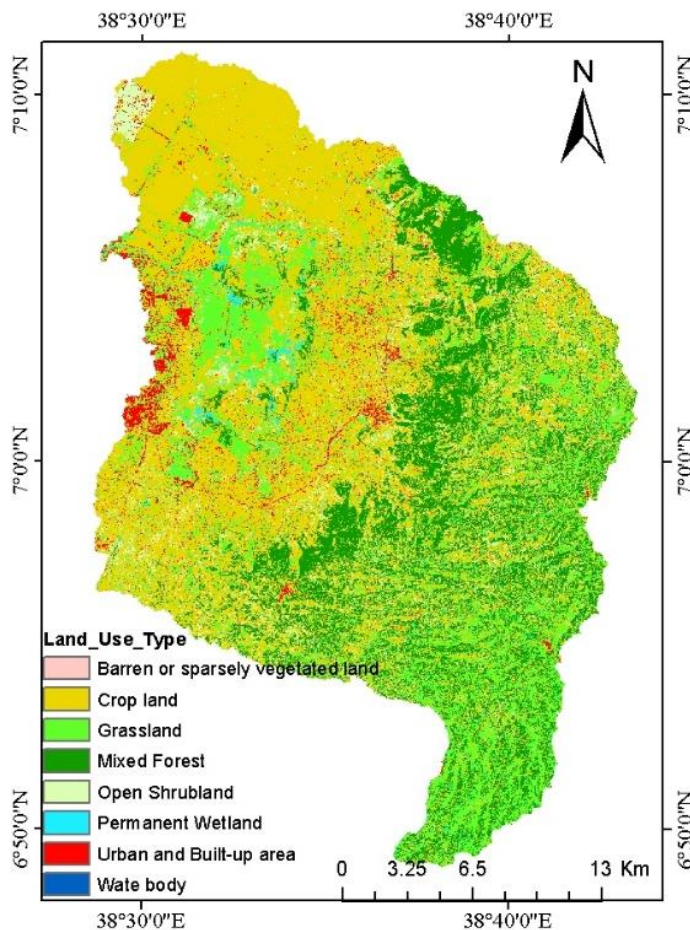 38°30'0"E 38°40'0"E
N
7°10'0"N 7°10'0"N
7°0'0"N 7°0'0"N
6°50'0"N 6°50'0"N
Land_Use_Type
Barren or sparsely vegetated land
Crop land
Grassland
Mixed Forest
Open Shrubland
Permanent Wetland
Urban and Built-up area
Wate body
0 3.25 6.5 13 Km
38°30'0"E 38°40'0"E